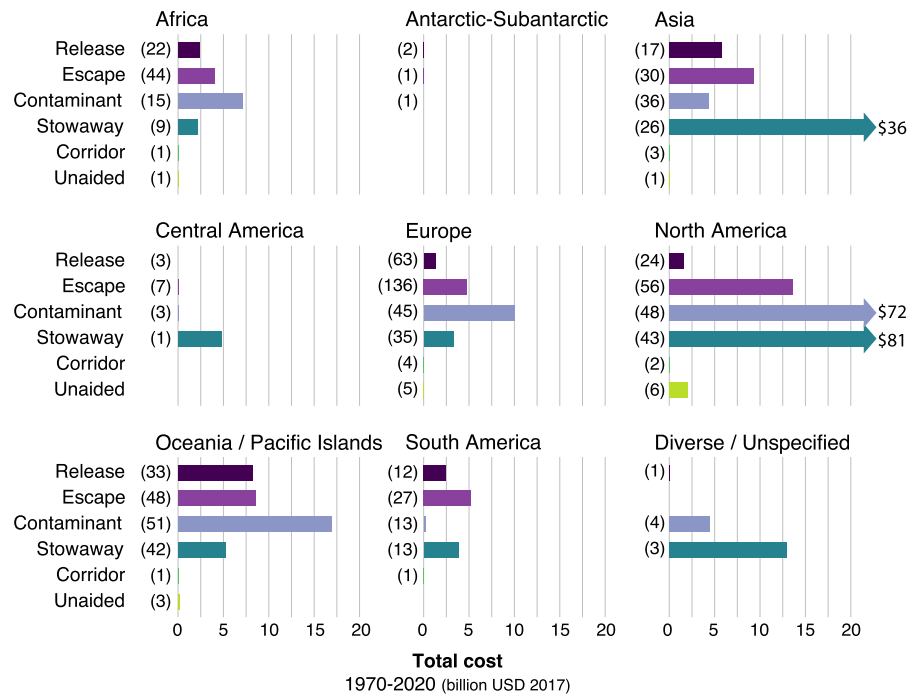 Africa Antarctic-Subantarctic Asia
Release (22) (2) (17)
Escape (44) (1) (30)
Contaminant (15) (1) (36)
Stowaway (9) (26) $36
Corridor (1) (3)
Unaided (1) (1)
Central America Europe North America
Release (3) (63) (24)
Escape (7) (136) (56)
Contaminant (3) (45) (48) $72
Stowaway (1) (35) (43) $81
Corridor (4) (2)
Unaided (5) (6)
Oceania / Pacific Islands South America Diverse / Unspecified
Release (33) (12) (1)
Escape (48) (27)
Contaminant (51) (13) (4)
Stowaway (42) (13) (3)
Corridor (1) (1)
Unaided (3)
0 5 10 15 20 0 5 10 15 20 0 5 10 15 20
Total cost
1970-2020 (billion USD 2017)